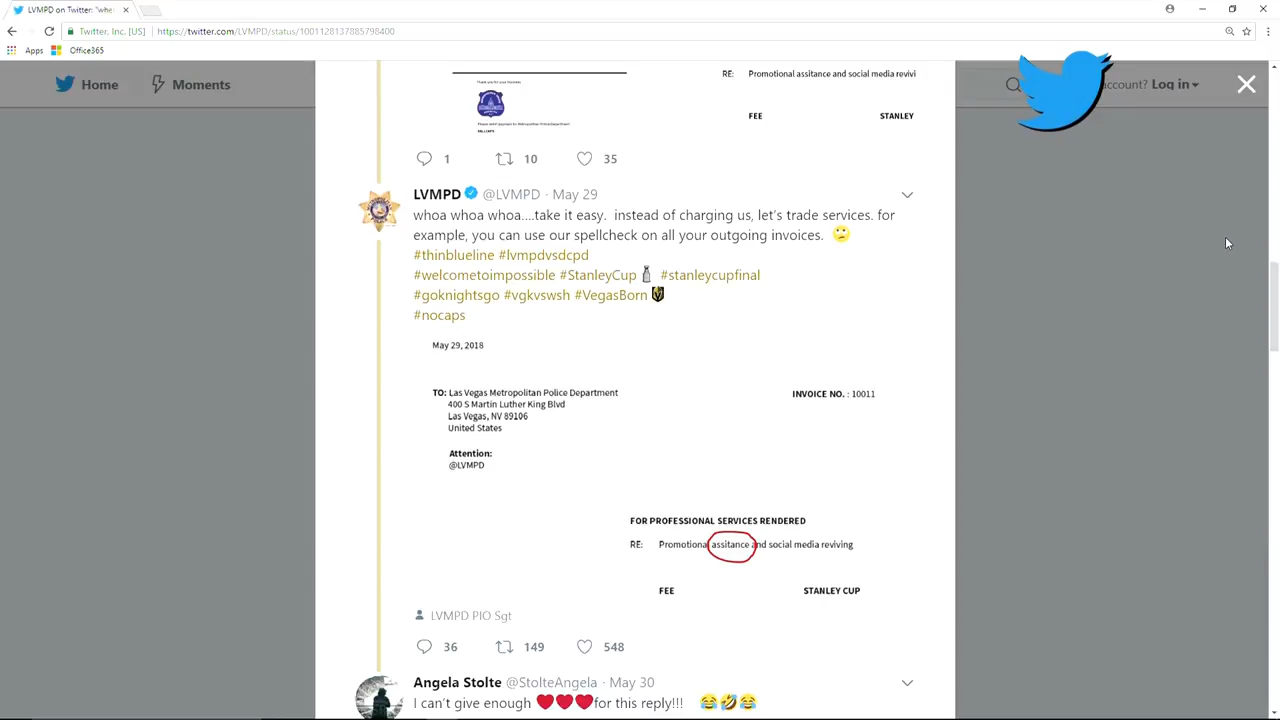 LVMPD on Twitter: "whe
Twitter, Inc. [US] | https://twitter.com/LVMPD/status/1001128137885798400
Apps Office365
Home Moments account? Log in
Thank you for your business
RE: Promotional assitance and social media revivi
FEE STANLEY
1 10 35
LVMPD @LVMPD · May 29
whoa whoa whoa....take it easy. instead of charging us, let's trade services. for
example, you can use our spellcheck on all your outgoing invoices.
#thinblueline #lvmpdvsdcpd
#welcometoimpossible #StanleyCup #stanleycupfinal
#goknightsgo #vgkvswsh #VegasBorn
#nocaps
May 29, 2018
TO: Las Vegas Metropolitan Police Department
400 S Martin Luther King Blvd
Las Vegas, NV 89106
United States
INVOICE NO. : 10011
Attention:
@LVMPD
FOR PROFESSIONAL SERVICES RENDERED
RE: Promotional assitance and social media reviving
FEE STANLEY CUP
LVMPD PIO Sgt
36 149 548
Angela Stolte @StolteAngela · May 30
I can't give enough for this reply!!!